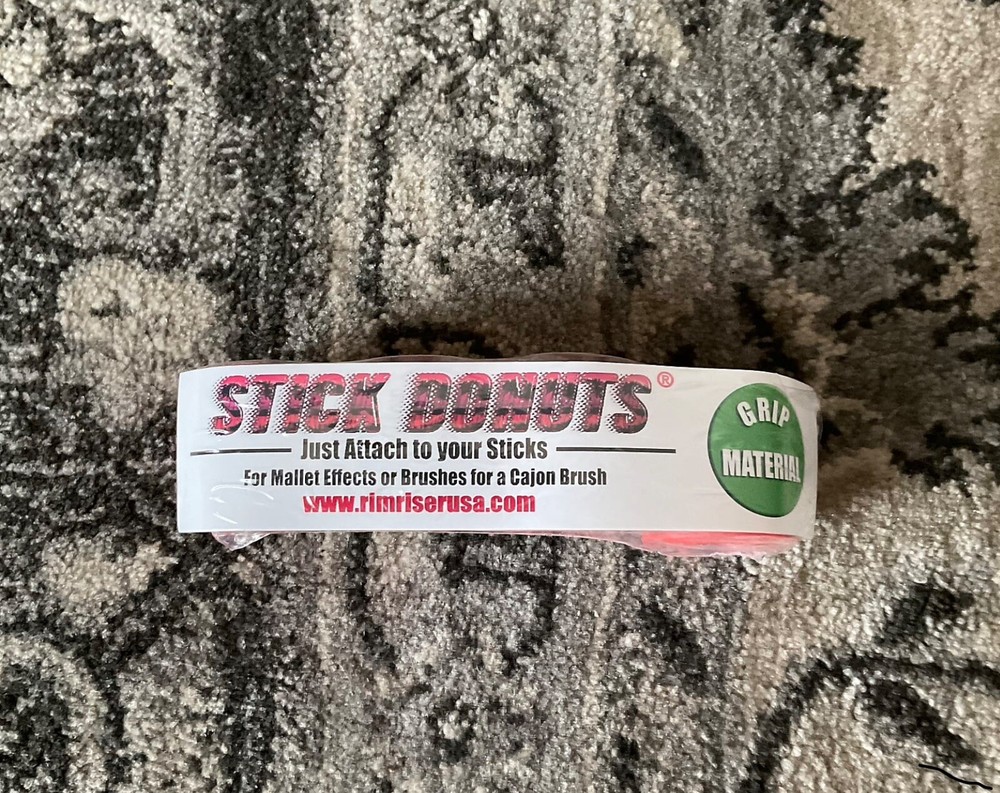 STICK DONUTS®
Just Attach to your Sticks
For Mallet Effects or Brushes for a Cajon Brush
www.rimriserusa.com
GRIP
MATERIAL